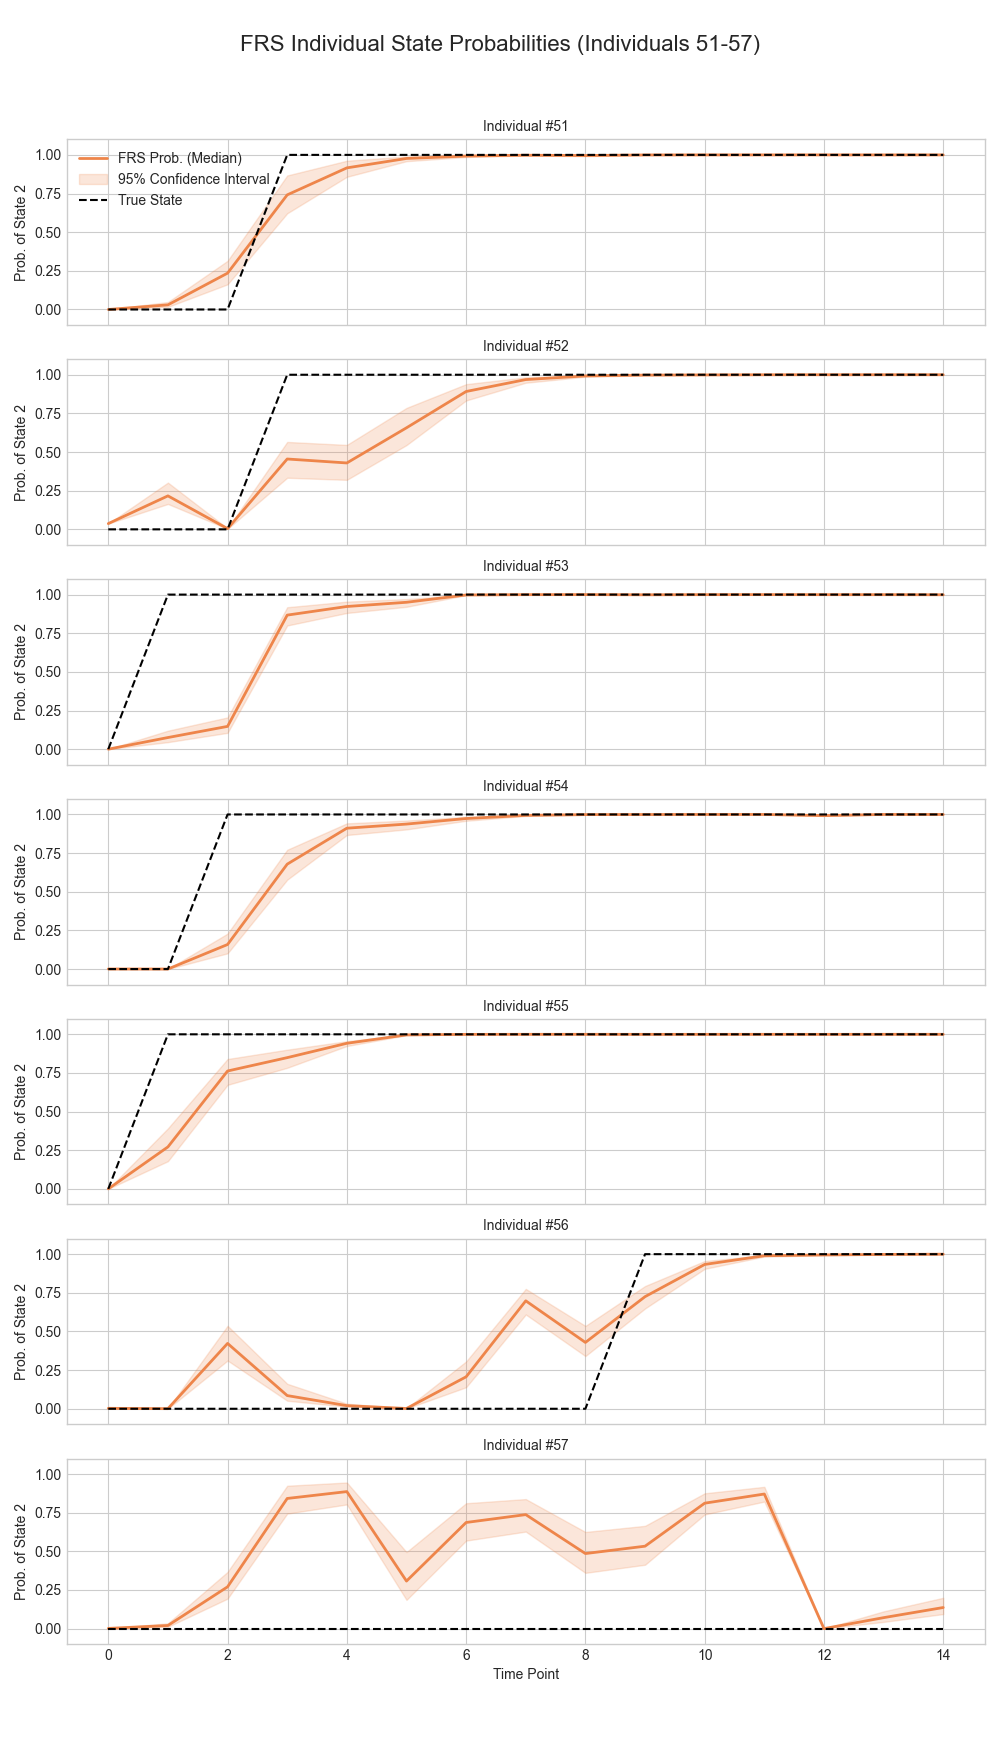 FRS Individual State Probabilities (Individuals 51-57)
Individual #51
FRS Prob. (Median)
95% Confidence Interval
True State
Prob. of State 2
1.00
0.75
0.50
0.25
0.00
Individual #52
Prob. of State 2
1.00
0.75
0.50
0.25
0.00
Individual #53
Prob. of State 2
1.00
0.75
0.50
0.25
0.00
Individual #54
Prob. of State 2
1.00
0.75
0.50
0.25
0.00
Individual #55
Prob. of State 2
1.00
0.75
0.50
0.25
0.00
Individual #56
Prob. of State 2
1.00
0.75
0.50
0.25
0.00
Individual #57
Prob. of State 2
1.00
0.75
0.50
0.25
0.00
0 2 4 6 8 10 12 14
Time Point